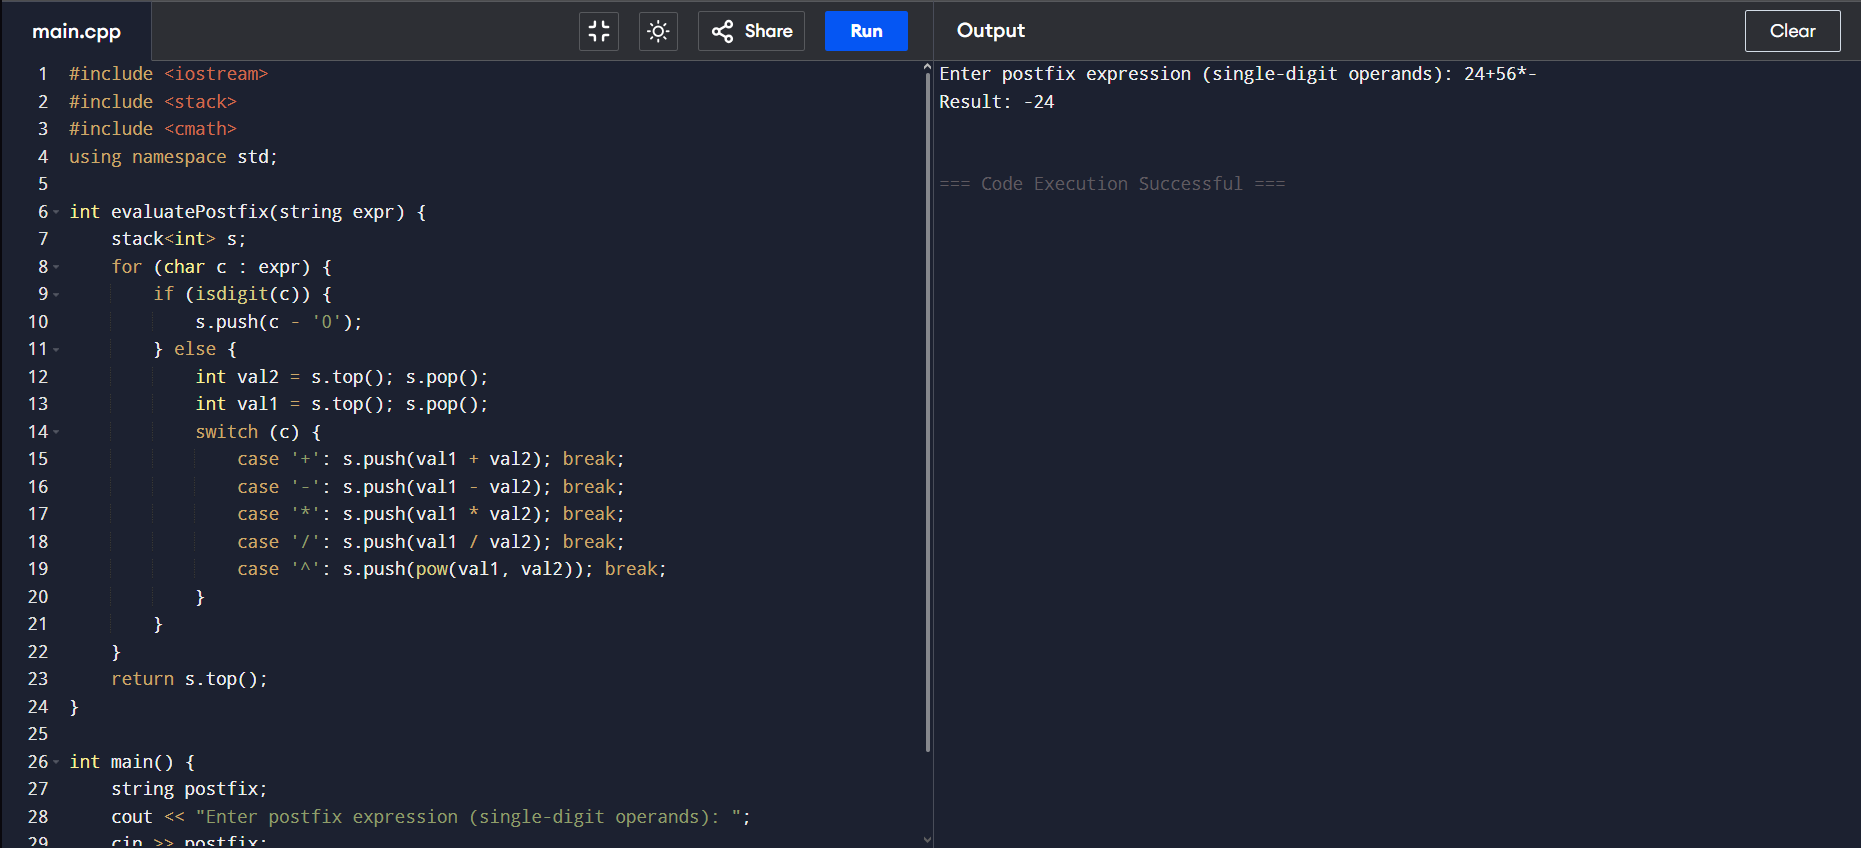 main.cpp
Share
Run
Output
Clear
1 #include <iostream>
2 #include <stack>
3 #include <cmath>
4 using namespace std;
5
6 int evaluatePostfix(string expr) {
7     stack<int> s;
8     for (char c : expr) {
9         if (isdigit(c)) {
10             s.push(c - '0');
11         } else {
12             int val2 = s.top(); s.pop();
13             int val1 = s.top(); s.pop();
14             switch (c) {
15                 case '+': s.push(val1 + val2); break;
16                 case '-': s.push(val1 - val2); break;
17                 case '*': s.push(val1 * val2); break;
18                 case '/': s.push(val1 / val2); break;
19                 case '^': s.push(pow(val1, val2)); break;
20             }
21         }
22     }
23     return s.top();
24 }
25
26 int main() {
27     string postfix;
28     cout << "Enter postfix expression (single-digit operands): ";
29     cin >> postfix;
Enter postfix expression (single-digit operands): 24+56*-
Result: -24
=== Code Execution Successful ===